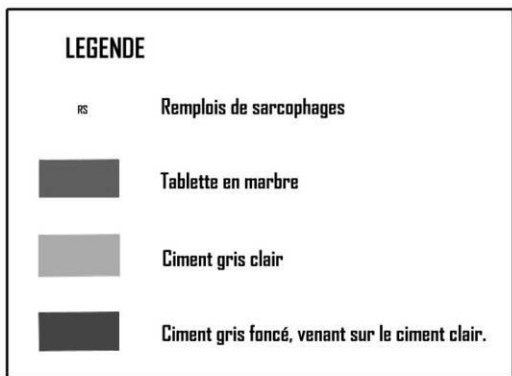 LEGENDE
RS Remplois de sarcophages
Tablette en marbre
Ciment gris clair
Ciment gris foncé, venant sur le ciment clair.